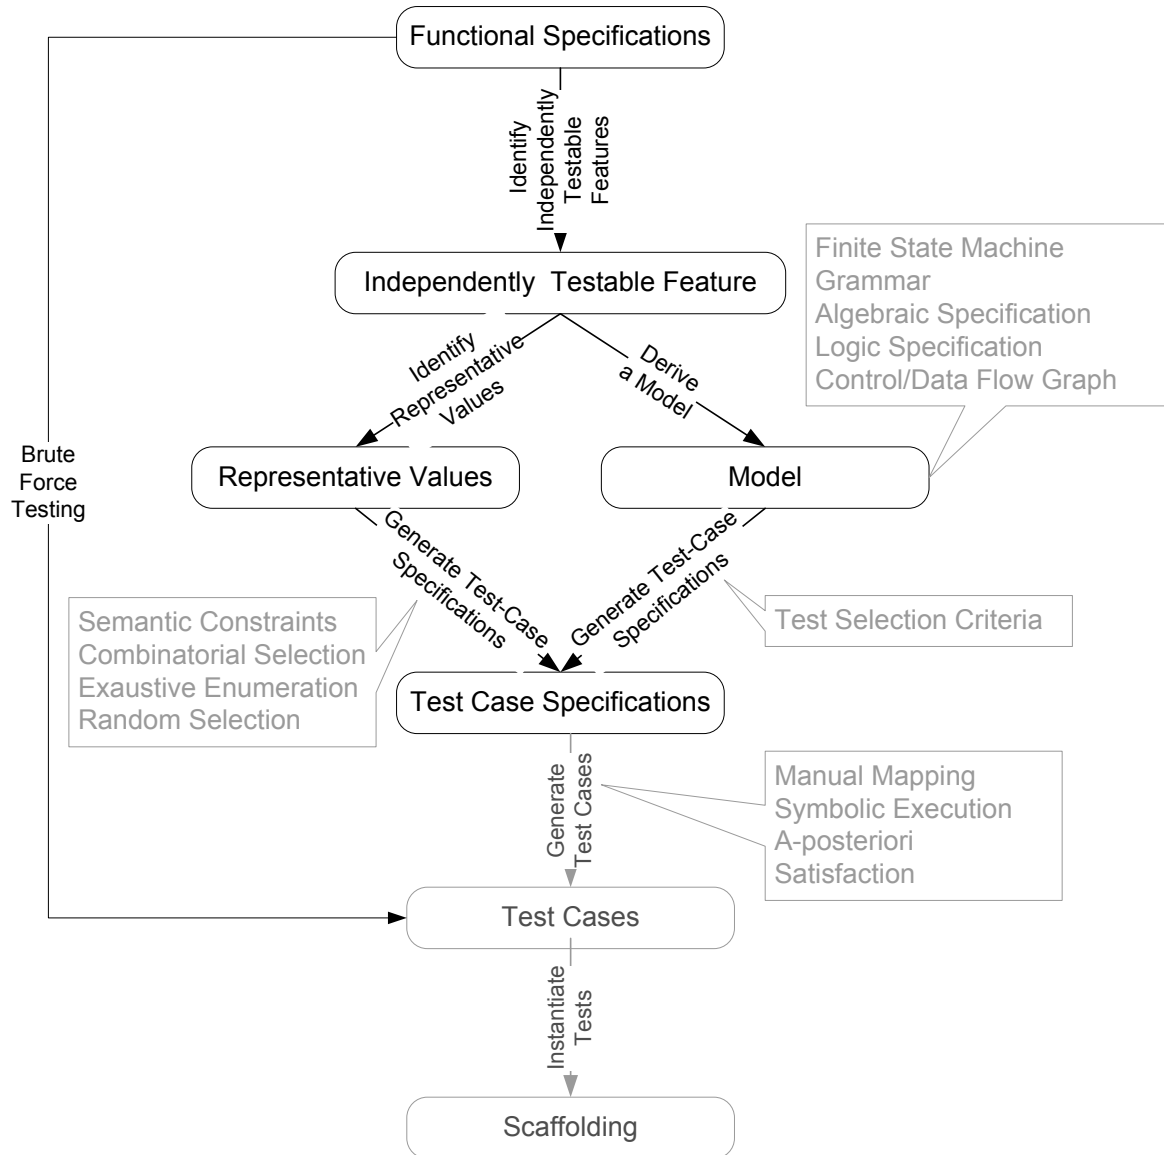 Functional Specifications
Identify
Independently
Testable
Features
Independently Testable Feature
Finite State Machine
Grammar
Algebraic Specification
Logic Specification
Control/Data Flow Graph
Identify
Representative
Values
Derive
a Model
Brute
Force
Testing
Representative Values
Model
Generate Test-Case
Specifications
Generate Test-Case
Specifications
Semantic Constraints
Combinatorial Selection
Exaustive Enumeration
Random Selection
Test Selection Criteria
Test Case Specifications
Generate
Test Cases
Manual Mapping
Symbolic Execution
A-posteriori
Satisfaction
Test Cases
Instantiate
Tests
Scaffolding